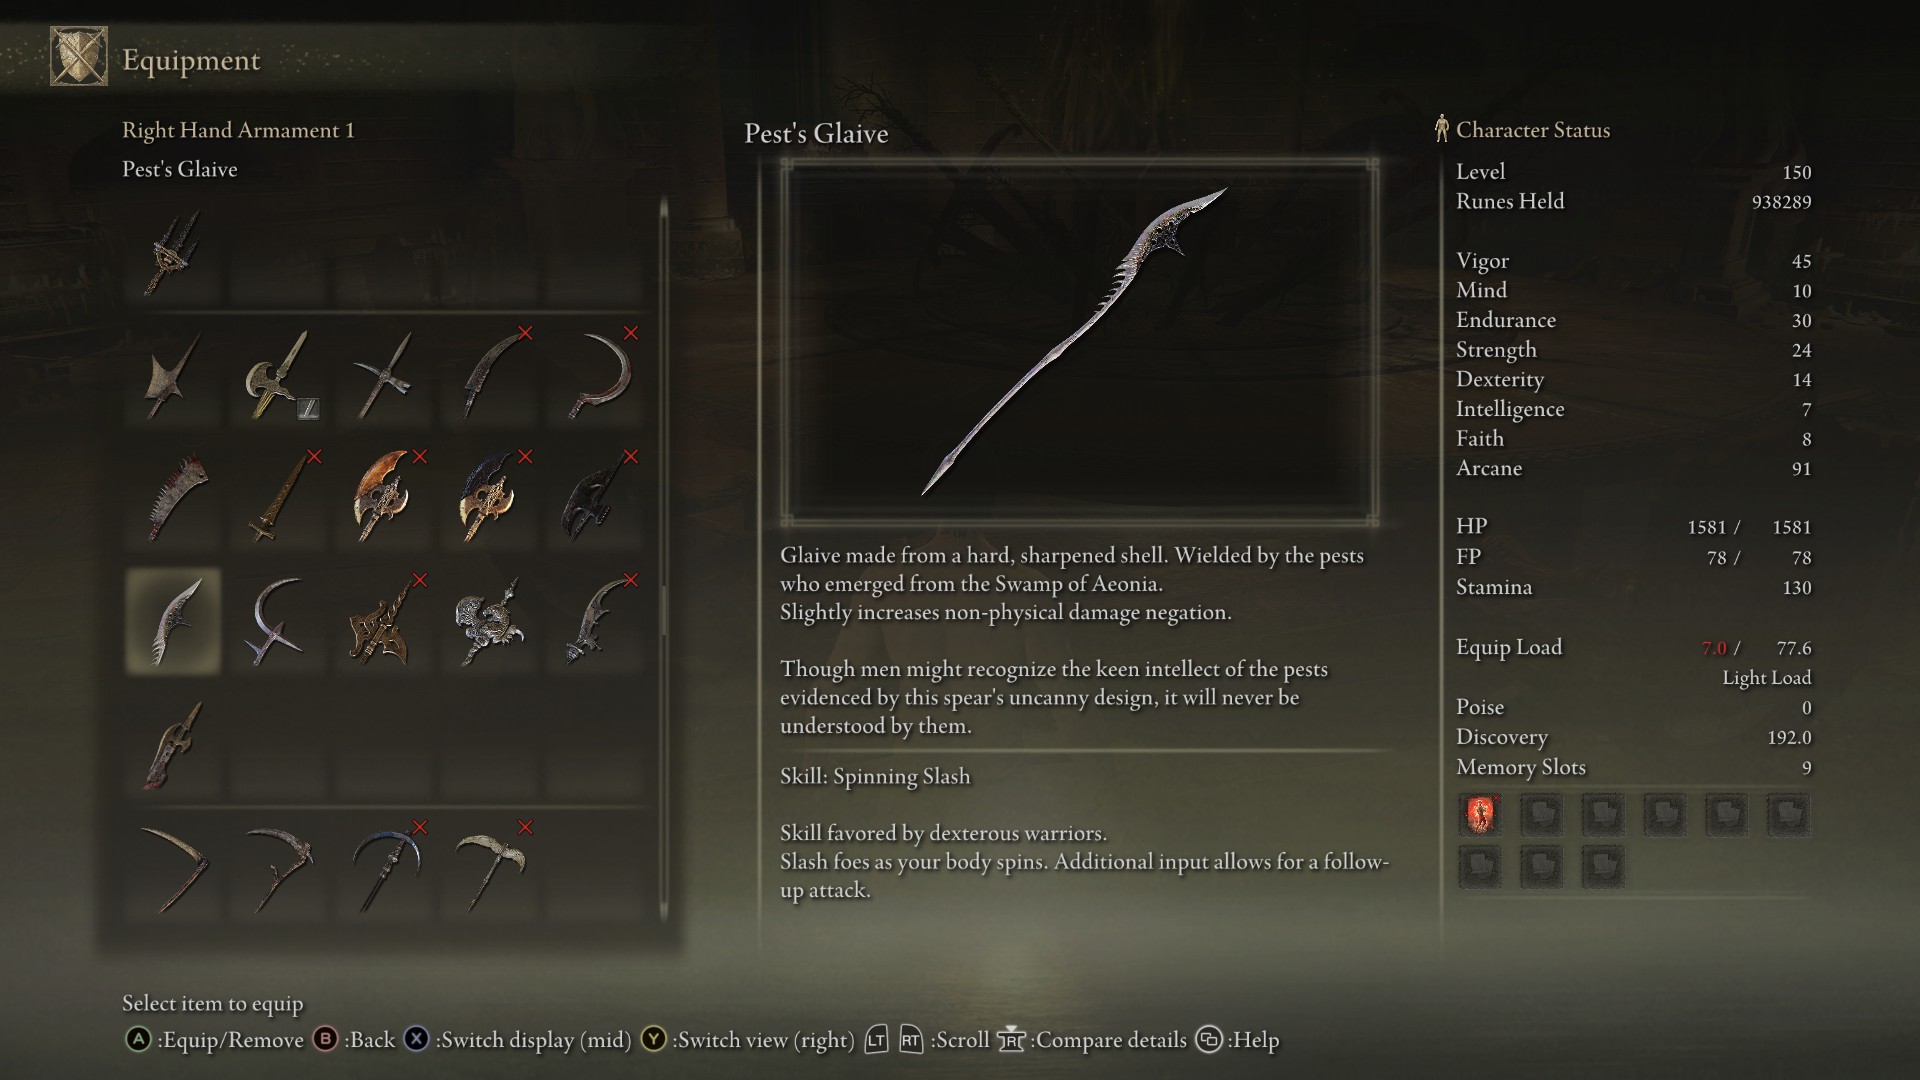 Equipment
Right Hand Armament 1
Pest's Glaive
Pest's Glaive
Glaive made from a hard, sharpened shell. Wielded by the pests
who emerged from the Swamp of Aeonia.
Slightly increases non-physical damage negation.
Though men might recognize the keen intellect of the pests
evidenced by this spear's uncanny design, it will never be
understood by them.
Skill: Spinning Slash
Skill favored by dexterous warriors.
Slash foes as your body spins. Additional input allows for a follow-
up attack.
Character Status
Level 150
Runes Held 938289
Vigor 45
Mind 10
Endurance 30
Strength 24
Dexterity 14
Intelligence 7
Faith 8
Arcane 91
HP 1581 / 1581
FP 78 / 78
Stamina 130
Equip Load 7.0 / 77.6
Light Load
Poise 0
Discovery 192.0
Memory Slots 9
Select item to equip
A :Equip/Remove B :Back X :Switch display (mid) Y :Switch view (right) LT RT :Scroll R :Compare details :Help